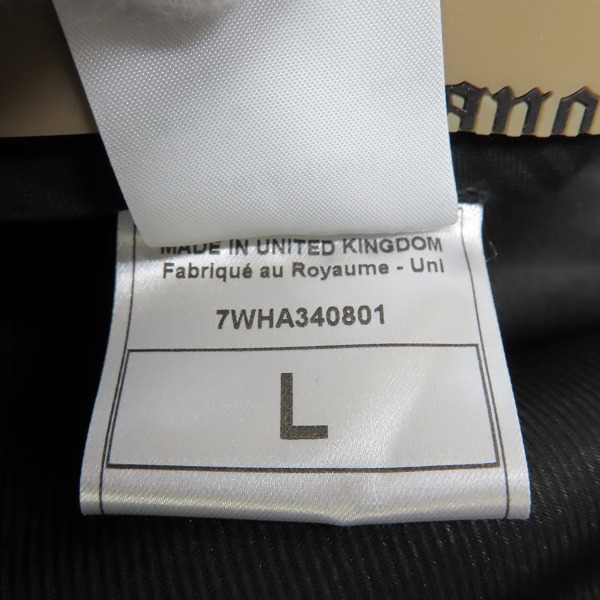 MADE IN UNITED KINGDOM
Fabriqué au Royaume - Uni
7WHA340801
L